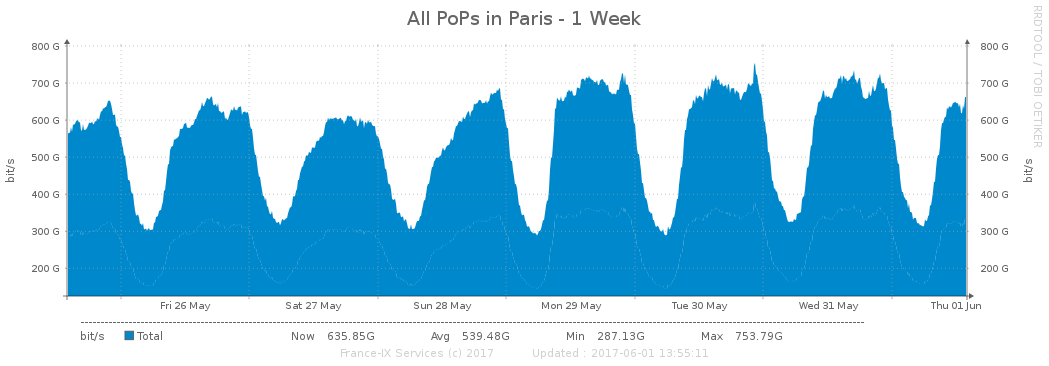 All PoPs in Paris - 1 Week
RRDTOOL / TOBI OETIKER
800 G 800 G
700 G 700 G
600 G 600 G
500 G 500 G
400 G 400 G
300 G 300 G
200 G 200 G
bit/s bit/s
Fri 26 May Sat 27 May Sun 28 May Mon 29 May Tue 30 May Wed 31 May Thu 01 Jun
bit/s Total Now 635.85G Avg 539.48G Min 287.13G Max 753.79G
France-IX Services (c) 2017 Updated : 2017-06-01 13:55:11